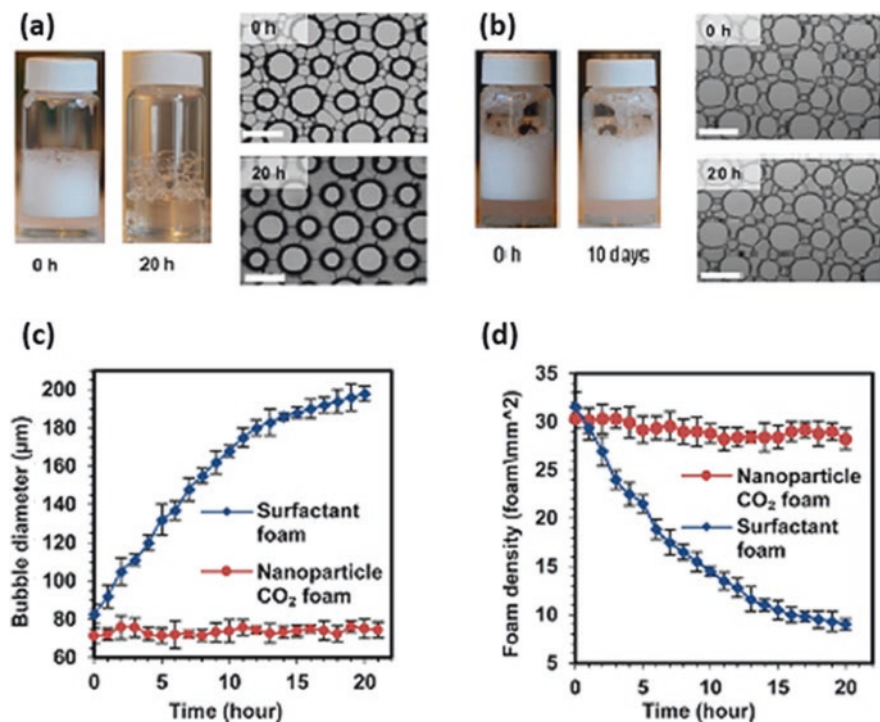 (a)
0 h
20 h
0 h
20 h
(b)
0 h
10 days
0 h
20 h
(c)
Bubble diameter (µm)
200
180
160
140
120
100
80
60
Surfactant
foam
Nanoparticle
CO₂ foam
0 5 10 15 20
Time (hour)
(d)
Foam density (foam\mm^2)
35
30
25
20
15
10
5
Nanoparticle
CO₂ foam
Surfactant
foam
0 5 10 15 20
Time (hour)